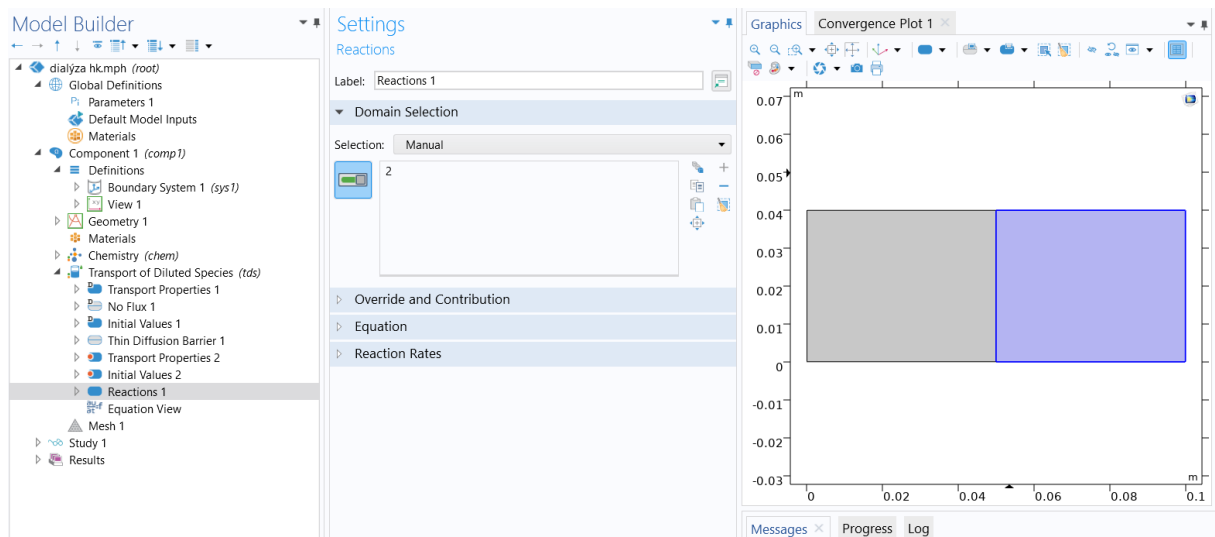 Model Builder
dialýza hk.mph (root)
Global Definitions
Pi Parameters 1
Default Model Inputs
Materials
Component 1 (comp1)
Definitions
Boundary System 1 (sys1)
View 1
Geometry 1
Materials
Chemistry (chem)
Transport of Diluted Species (tds)
Transport Properties 1
No Flux 1
Initial Values 1
Thin Diffusion Barrier 1
Transport Properties 2
Initial Values 2
Reactions 1
Equation View
Mesh 1
Study 1
Results
Settings
Reactions
Label: Reactions 1
Domain Selection
Selection: Manual
2
Override and Contribution
Equation
Reaction Rates
Graphics Convergence Plot 1
m
0.07
0.06
0.05
0.04
0.03
0.02
0.01
0
-0.01
-0.02
-0.03
m
0 0.02 0.04 0.06 0.08 0.1
Messages Progress Log